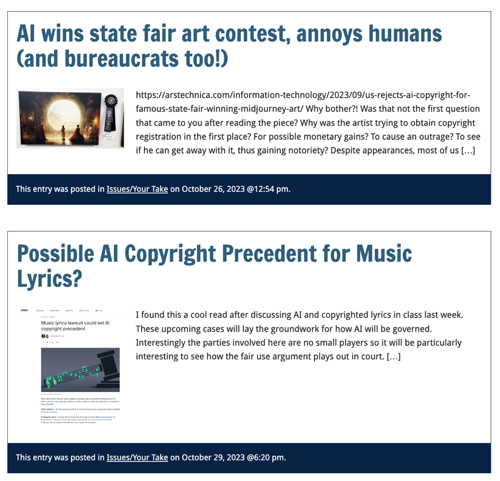 AI wins state fair art contest, annoys humans
(and bureaucrats too!)
https://arstechnica.com/information-technology/2023/09/us-rejects-ai-copyright-for-
famous-state-fair-winning-midjourney-art/ Why bother?! Was that not the first question
that came to you after reading the piece? Why was the artist trying to obtain copyright
registration in the first place? For possible monetary gains? To cause an outrage? To see
if he can get away with it, thus gaining notoriety? Despite appearances, most of us […]
This entry was posted in Issues/Your Take on October 26, 2023 @12:54 pm.
Possible AI Copyright Precedent for Music
Lyrics?
Music lyrics lawsuit could set AI
copyright precedent
I found this a cool read after discussing AI and copyrighted lyrics in class last week.
These upcoming cases will lay the groundwork for how AI will be governed.
Interestingly the parties involved here are no small players so it will be particularly
interesting to see how the fair use argument plays out in court. […]
This entry was posted in Issues/Your Take on October 29, 2023 @6:20 pm.